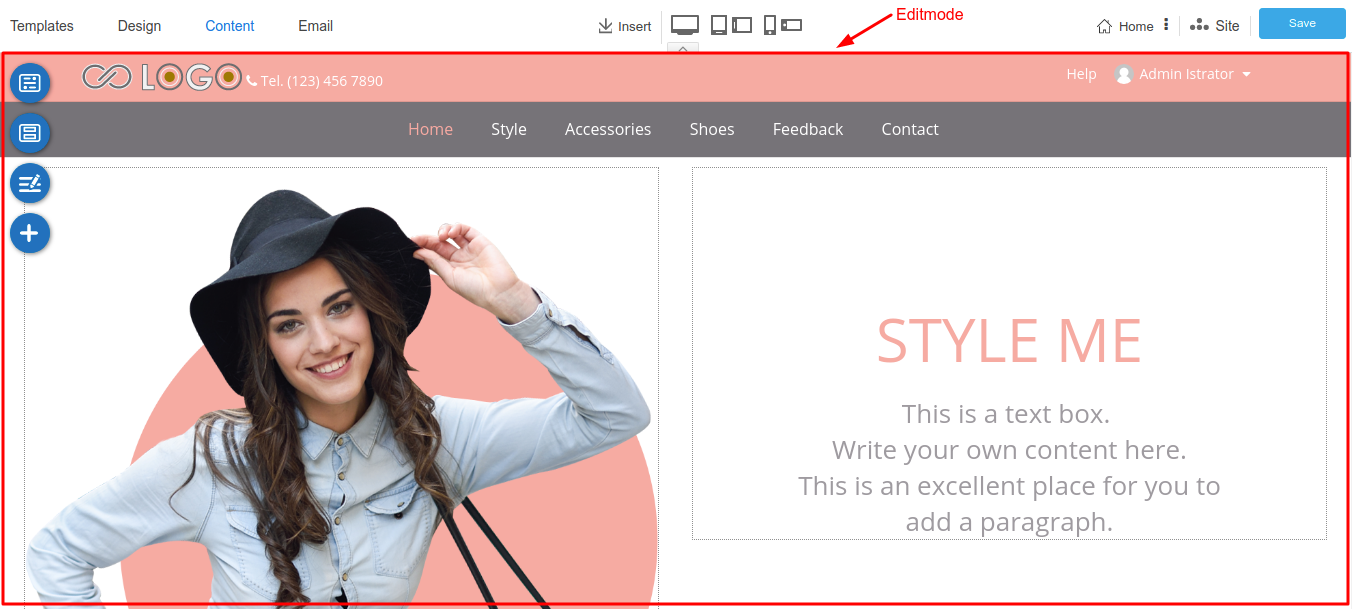 Templates Design Content Email Insert Home Site Save
Editmode
LOGO Tel. (123) 456 7890 Help Admin Istrator
Home Style Accessories Shoes Feedback Contact
STYLE ME
This is a text box.
Write your own content here.
This is an excellent place for you to
add a paragraph.